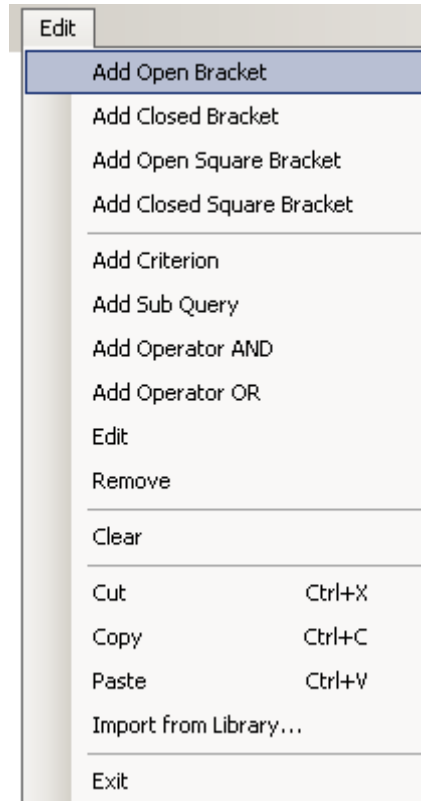 Edit
Add Open Bracket
Add Closed Bracket
Add Open Square Bracket
Add Closed Square Bracket
Add Criterion
Add Sub Query
Add Operator AND
Add Operator OR
Edit
Remove
Clear
Cut Ctrl+X
Copy Ctrl+C
Paste Ctrl+V
Import from Library...
Exit